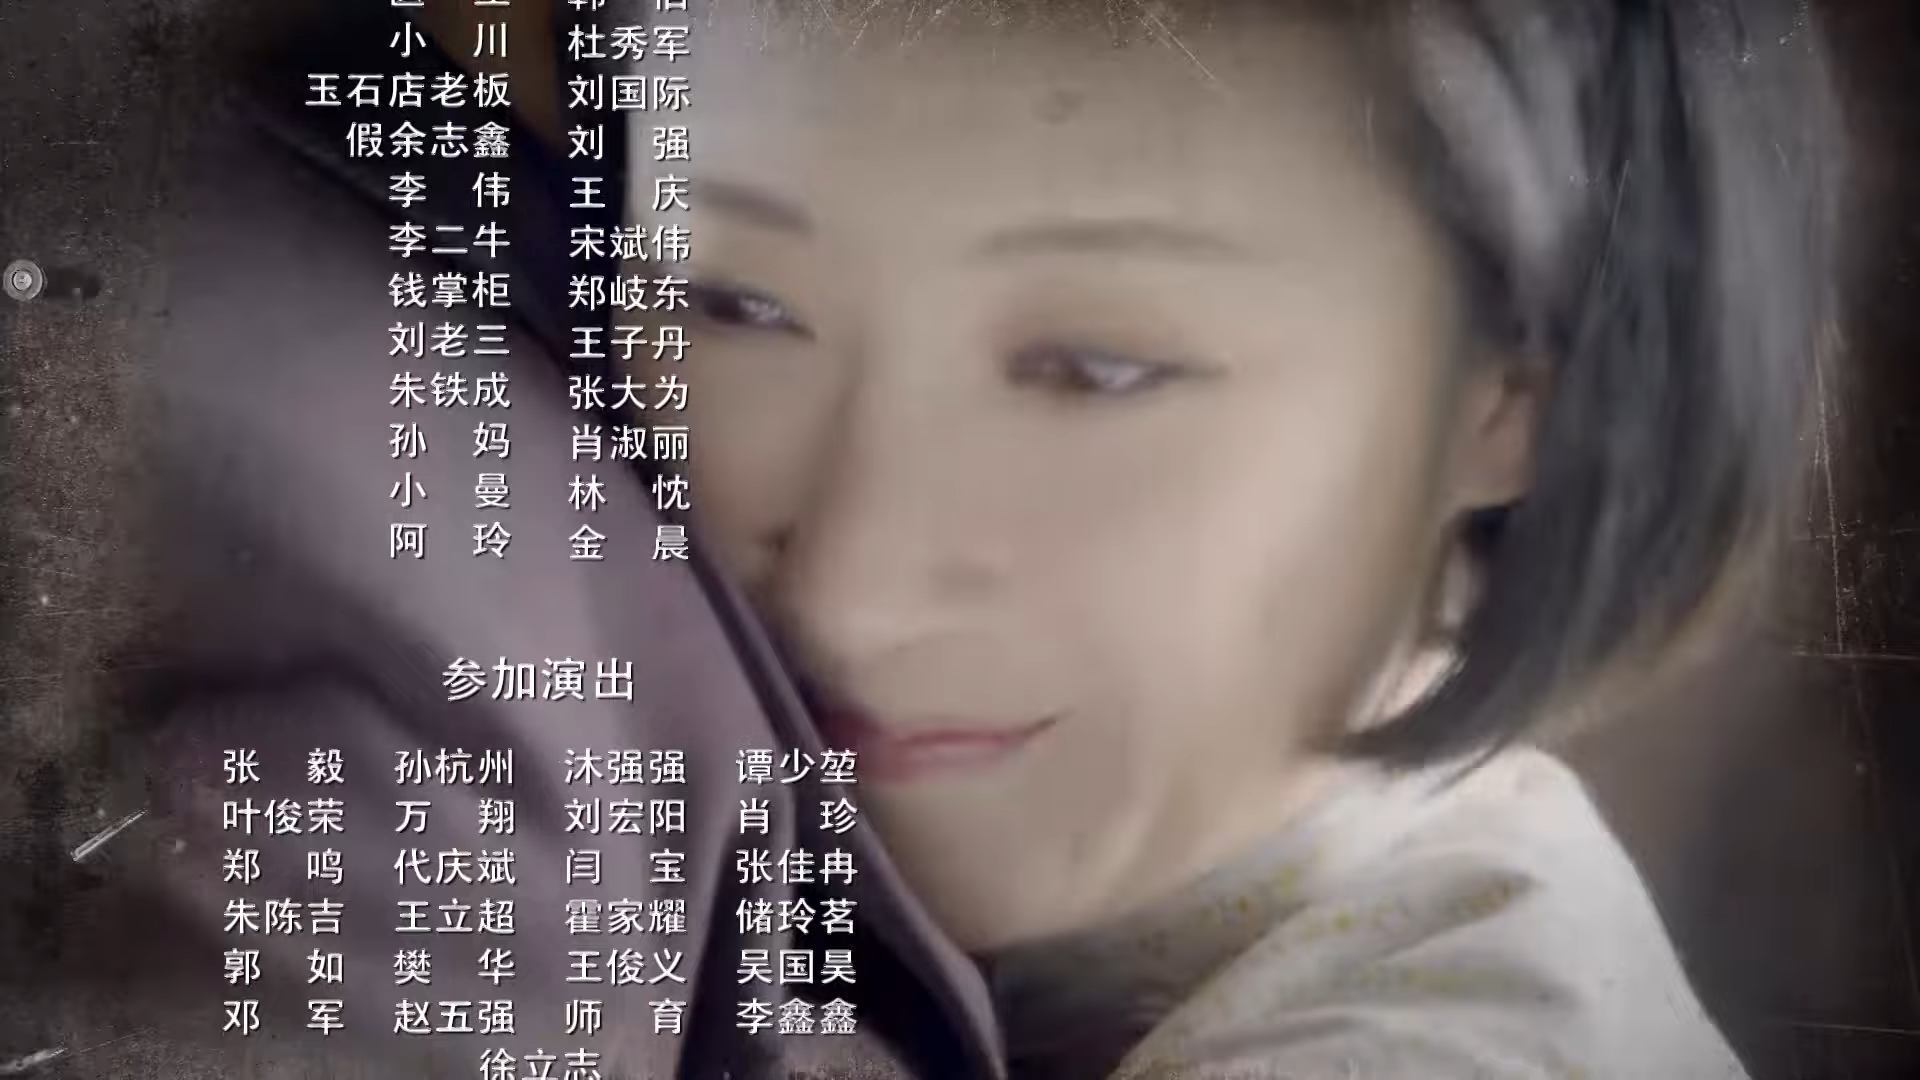 小川 杜秀军
玉石店老板 刘国际
假余志鑫 刘强
李伟 王庆
李二牛 宋斌伟
钱掌柜 郑岐东
刘老三 王子丹
朱铁成 张大为
孙妈 肖淑丽
小曼 林忱
阿玲 金晨
参加演出
张毅 孙杭州 沐强强 谭少堃
叶俊荣 万翔 刘宏阳 肖珍
郑鸣 代庆斌 闫宝 张佳冉
朱陈吉 王立超 霍家耀 储玲茗
郭如 樊华 王俊义 吴国昊
邓军 赵五强 师育 李鑫鑫
徐立志